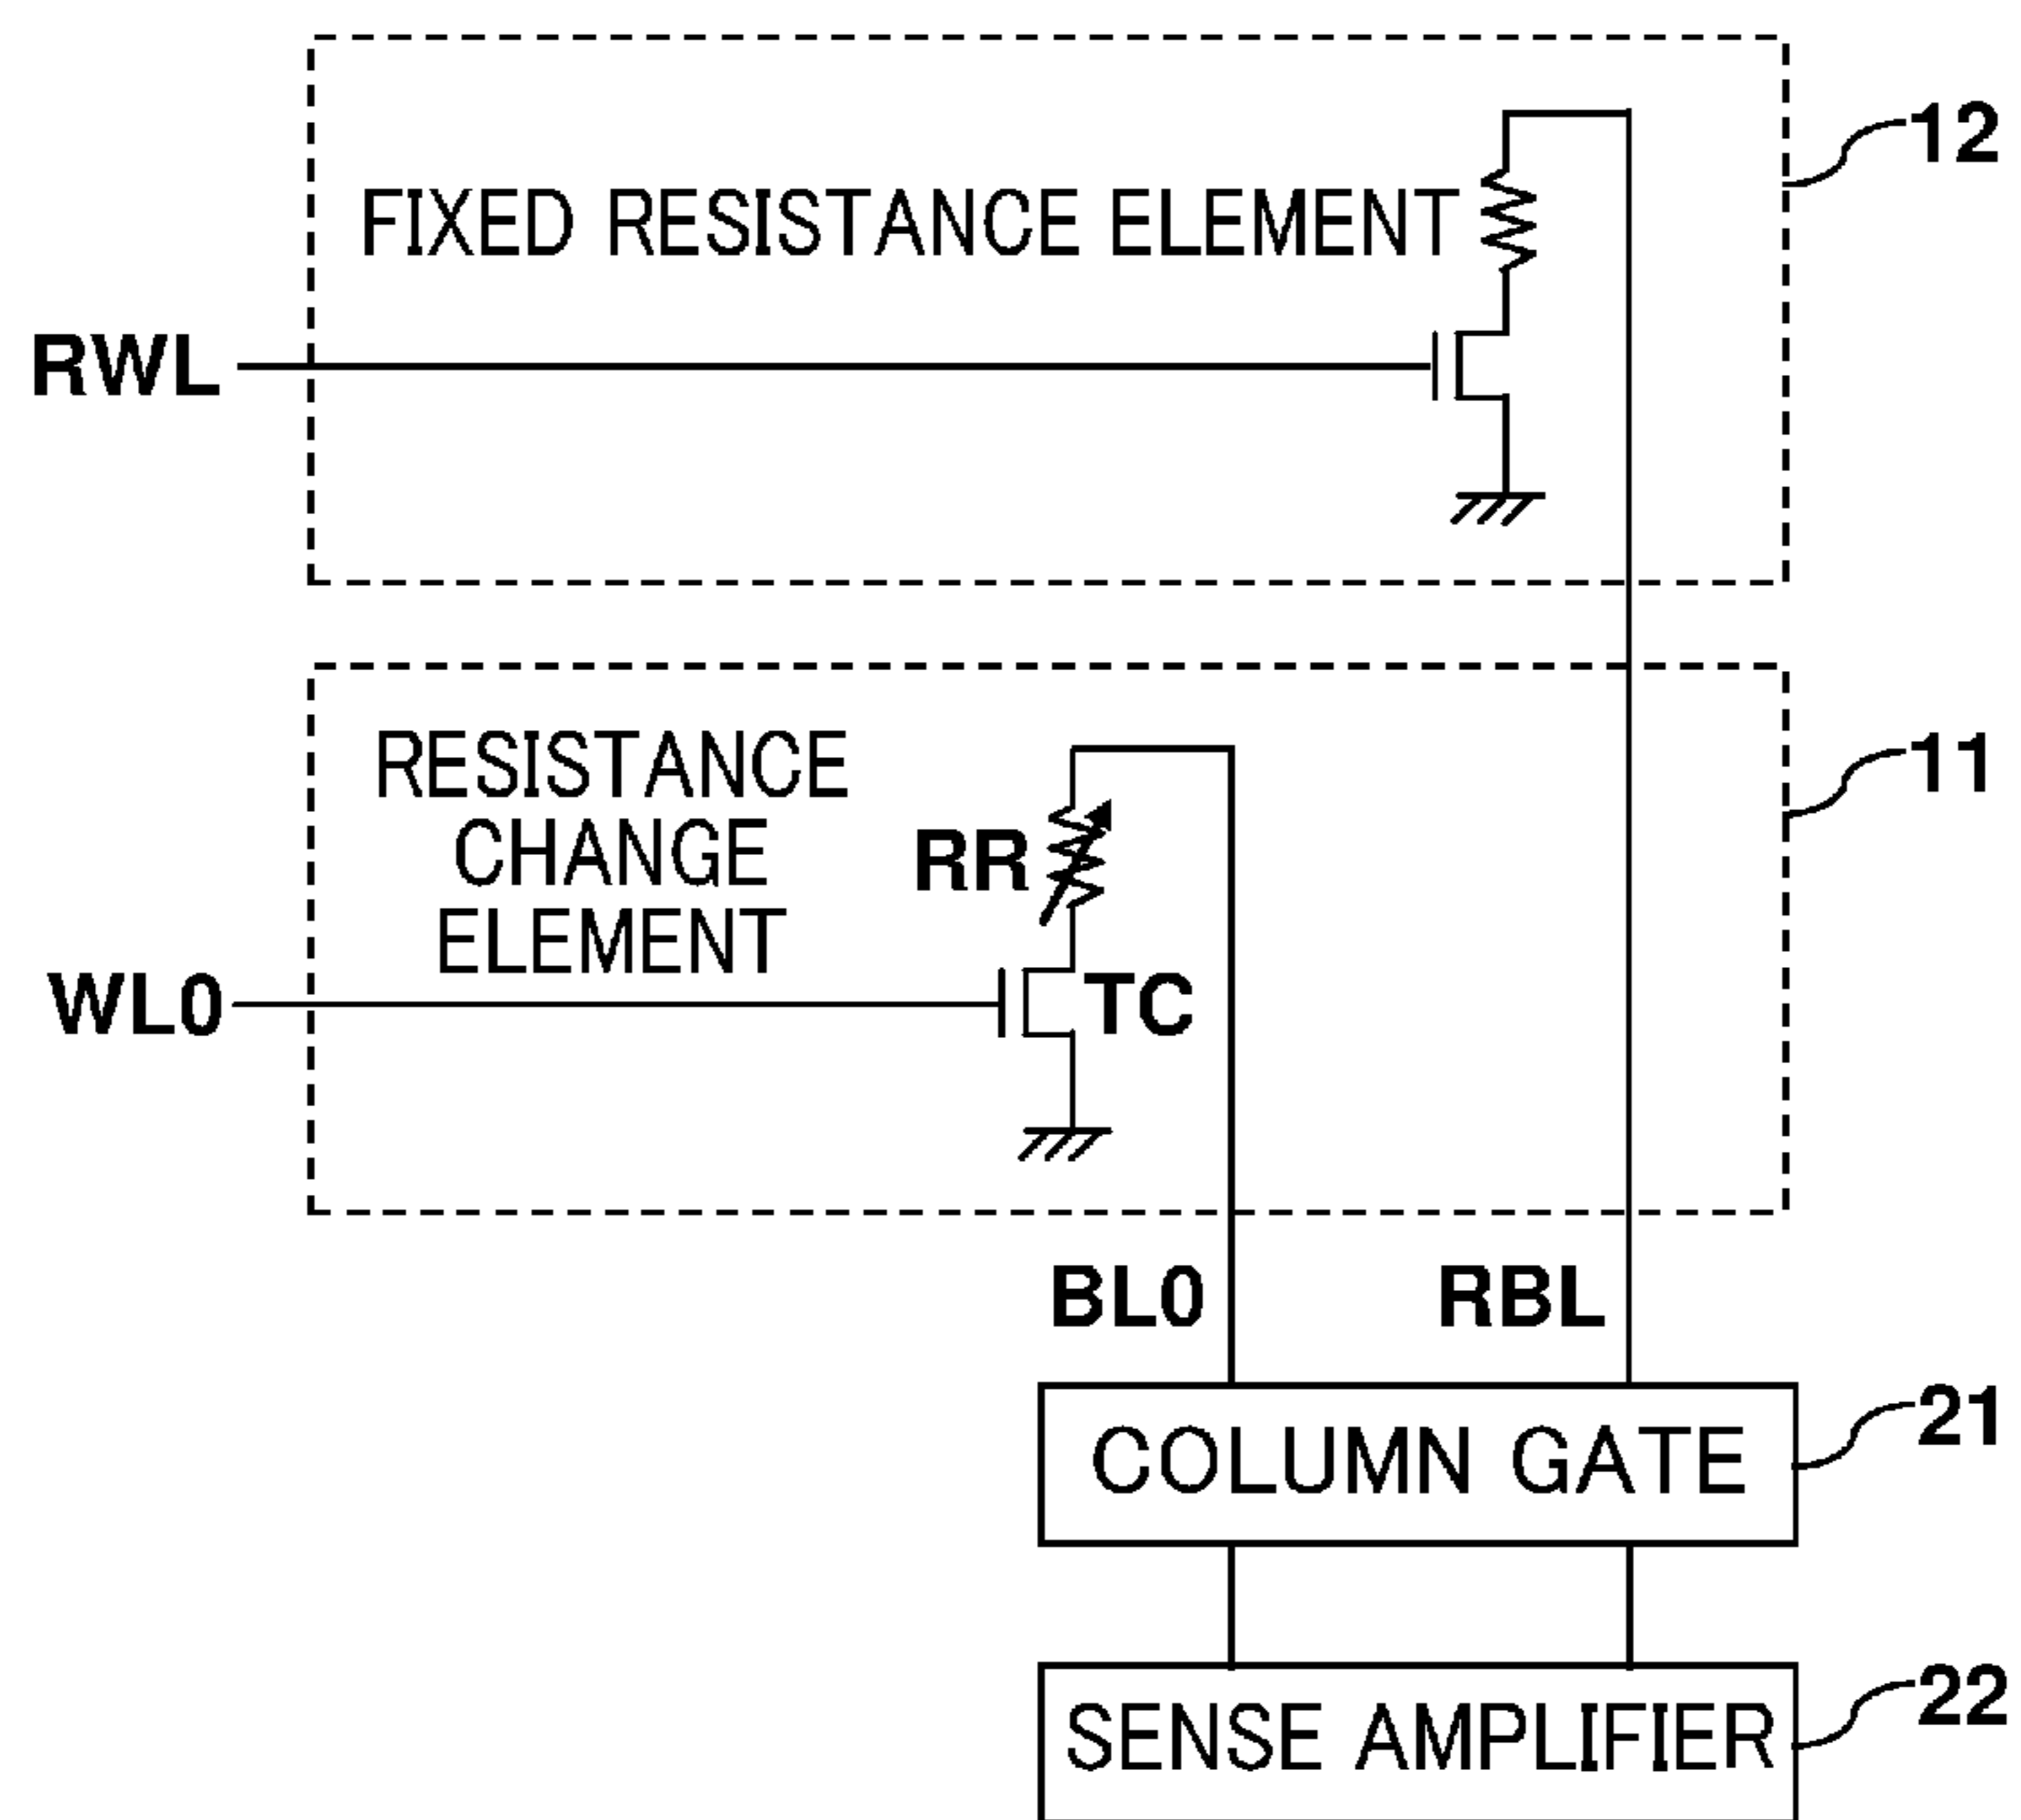 12
FIXED RESISTANCE ELEMENT
RWL
RESISTANCE
CHANGE
ELEMENT
11
RR
WL0
TC
BL0
RBL
COLUMN GATE
21
SENSE AMPLIFIER
22